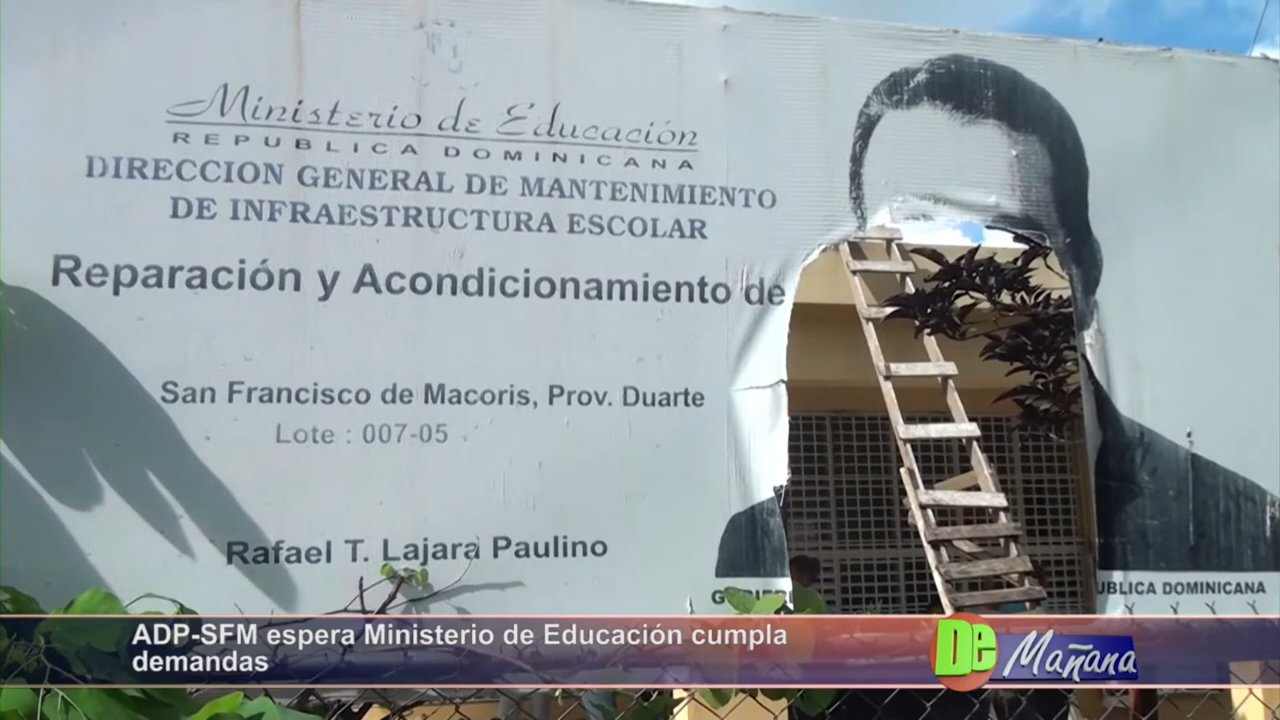 Ministerio de Educación
REPUBLICA DOMINICANA
DIRECCION GENERAL DE MANTENIMIENTO
DE INFRAESTRUCTURA ESCOLAR
Reparación y Acondicionamiento de
San Francisco de Macoris, Prov. Duarte
Lote : 007-05
Rafael T. Lajara Paulino
DOMINICANA
ADP-SFM espera Ministerio de Educación cumpla
demandas
De Mañana